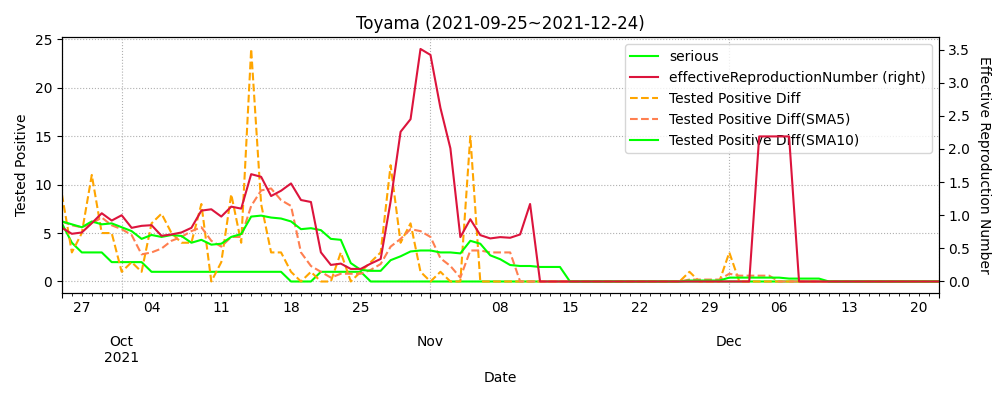 Toyama (2021-09-25~2021-12-24)
serious
effectiveReproductionNumber (right)
Tested Positive Diff
Tested Positive Diff(SMA5)
Tested Positive Diff(SMA10)
Tested Positive
25
20
15
10
5
0
Effective Reproduction Number
3.5
3.0
2.5
2.0
1.5
1.0
0.5
0.0
27 04 11 18 25 08 15 22 29 06 13 20
Oct Nov Dec
2021
Date